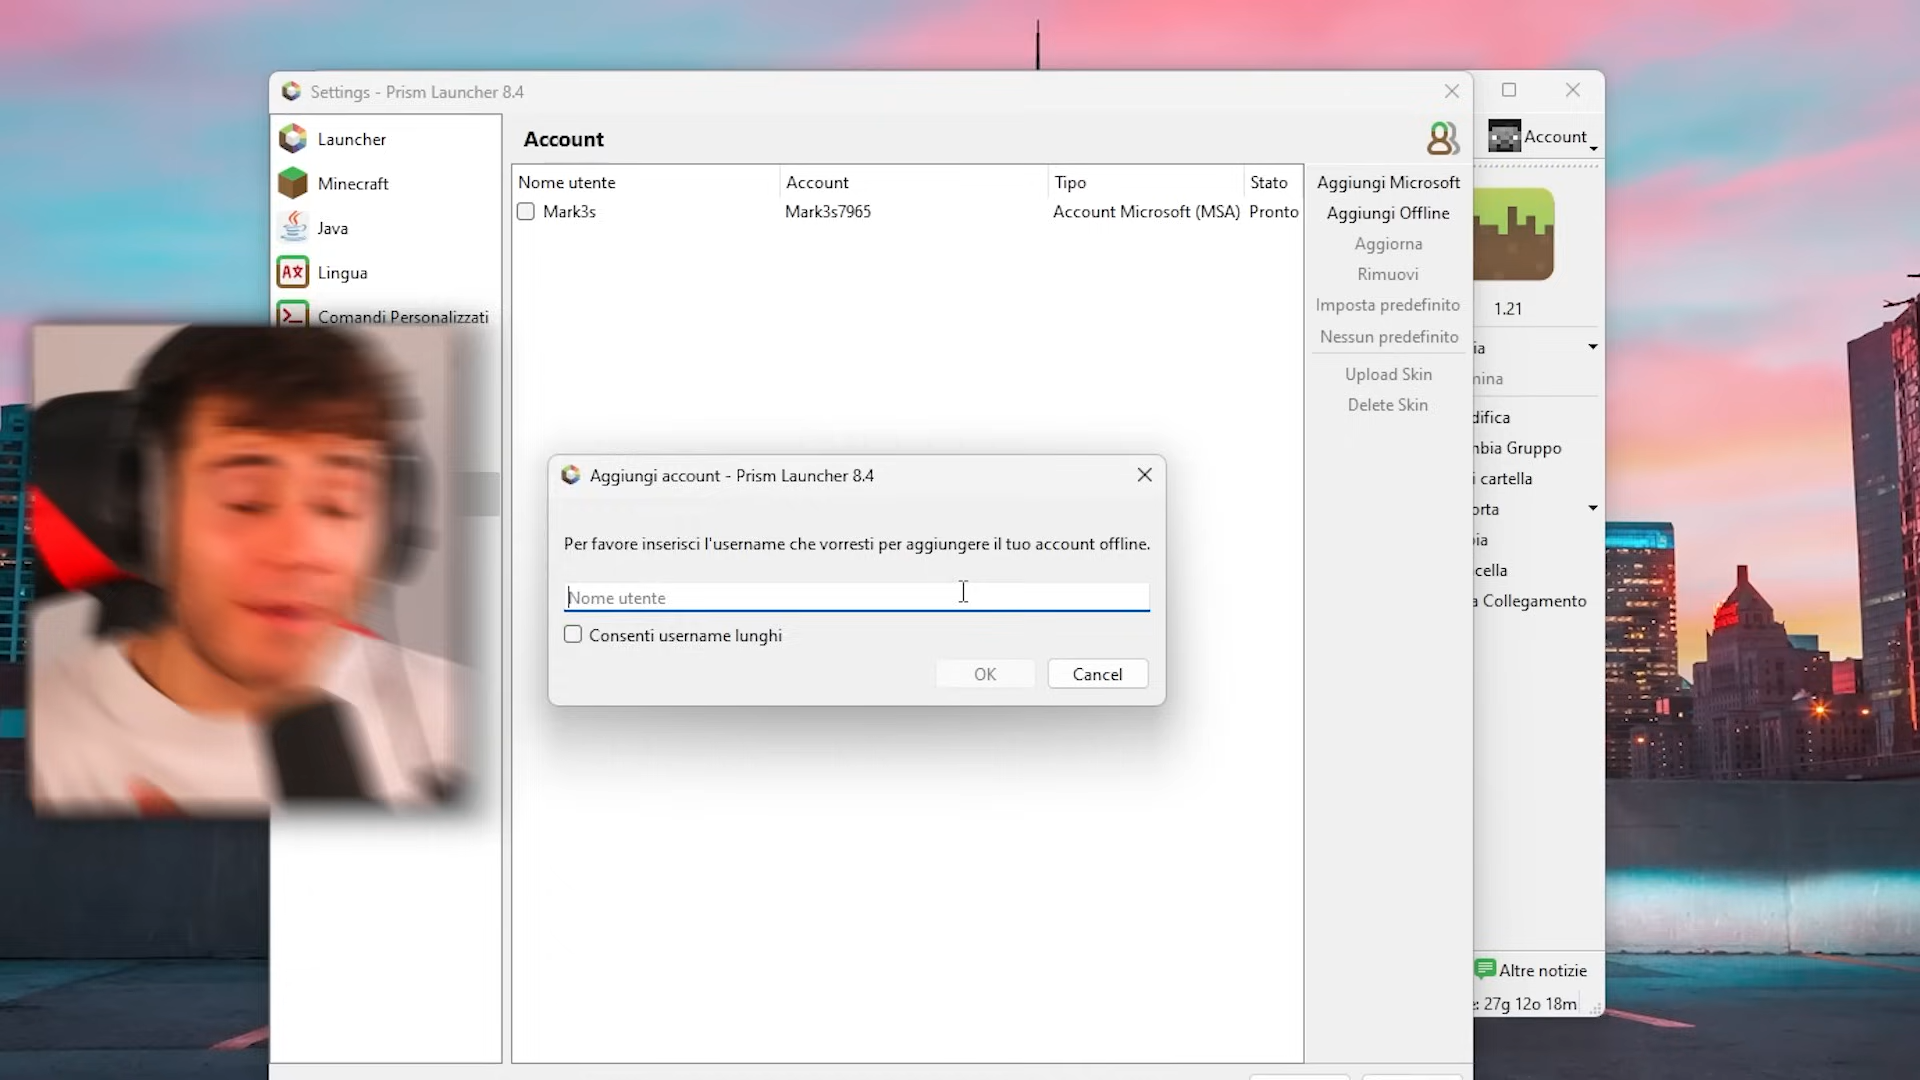 Settings - Prism Launcher 8.4
Launcher
Minecraft
Java
Lingua
Comandi Personalizzati
Account
Nome utente
Account
Tipo
Stato
Mark3s
Mark3s7965
Account Microsoft (MSA)
Pronto
Aggiungi Microsoft
Aggiungi Offline
Aggiorna
Rimuovi
Imposta predefinito
Nessun predefinito
Upload Skin
Delete Skin
Aggiungi account - Prism Launcher 8.4
Per favore inserisci l'username che vorresti per aggiungere il tuo account offline.
Nome utente
Consenti username lunghi
OK
Cancel
Account
1.21
ia
nina
difica
nbia Gruppo
i cartella
orta
ia
cella
a Collegamento
Altre notizie
e: 27g 12o 18m